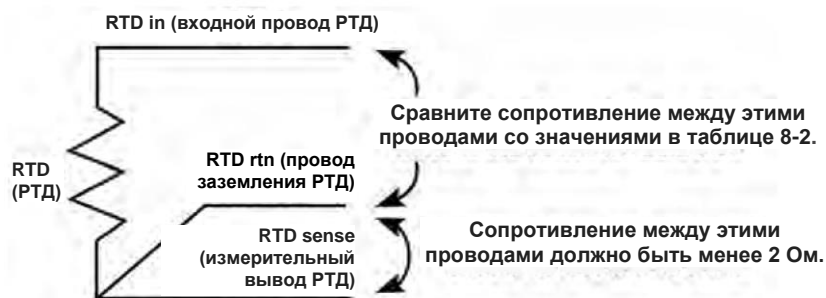 RTD in (входной провод РТД)
Сравните сопротивление между этими
проводами со значениями в таблице 8-2.
RTD
(РТД)
RTD rtn (провод
заземления РТД)
RTD sense
(измерительный
вывод РТД)
Сопротивление между этими
проводами должно быть менее 2 Ом.